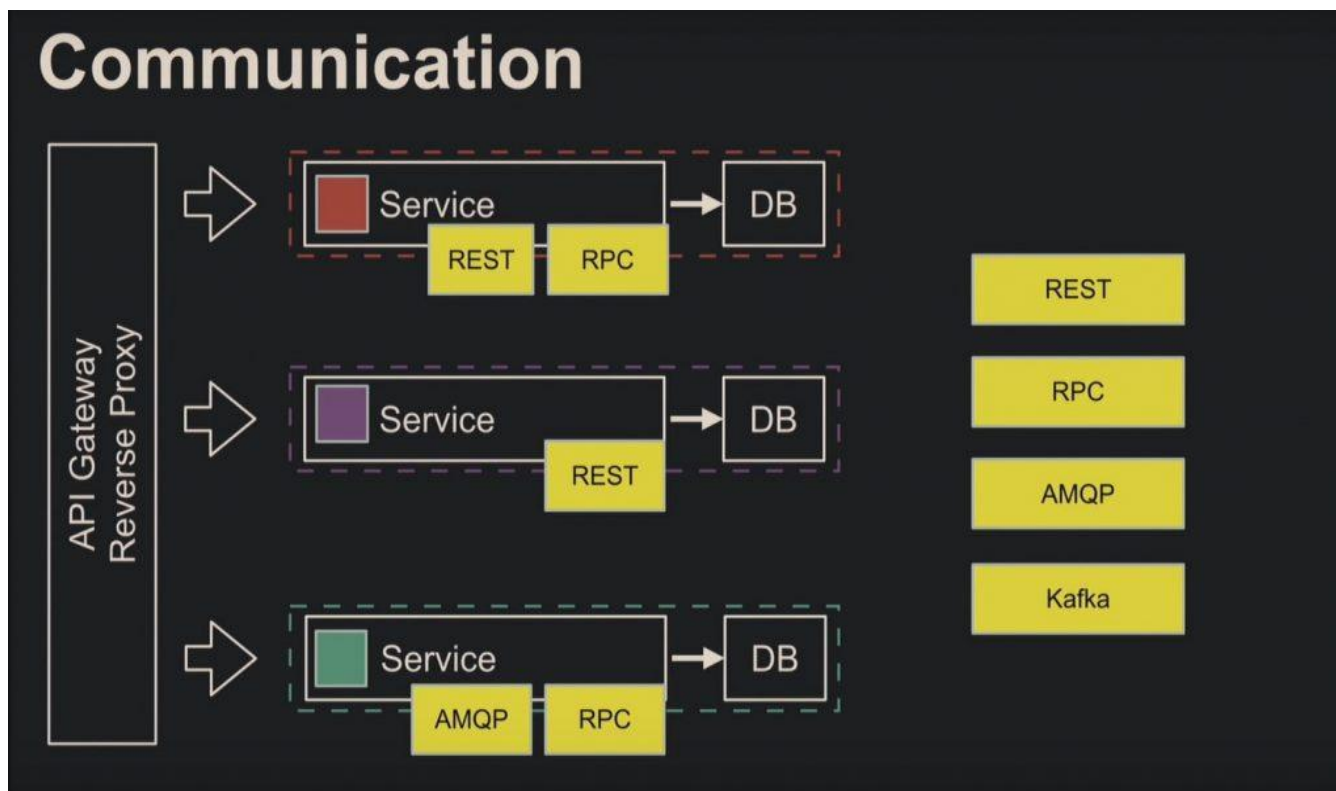 Communication
API Gateway
Reverse Proxy
Service
DB
REST
RPC
Service
DB
REST
Service
DB
AMQP
RPC
REST
RPC
AMQP
Kafka